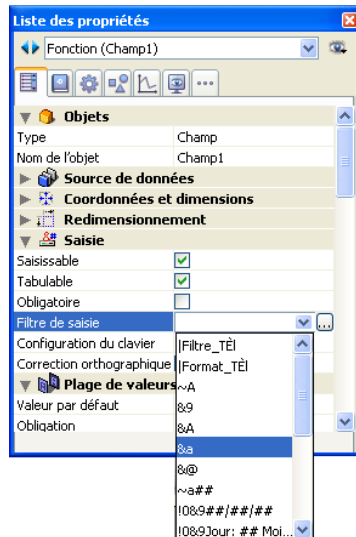 Liste des propriétés
Fonction (Champ1)
Objets
Type Champ
Nom de l'objet Champ1
Source de données
Coordonnées et dimensions
Redimensionnement
Saisie
Saisissable
Tabulable
Obligatoire
Filtre de saisie ...
Configuration du clavier |Filtre_TÈl
Correction orthographique |Format_TÈl
~A
Plage de valeurs
Valeur par défaut &9
Obligation &A
&a
&@
~a##
!0&9##/##/##
!0&9Jour: ## Moi...